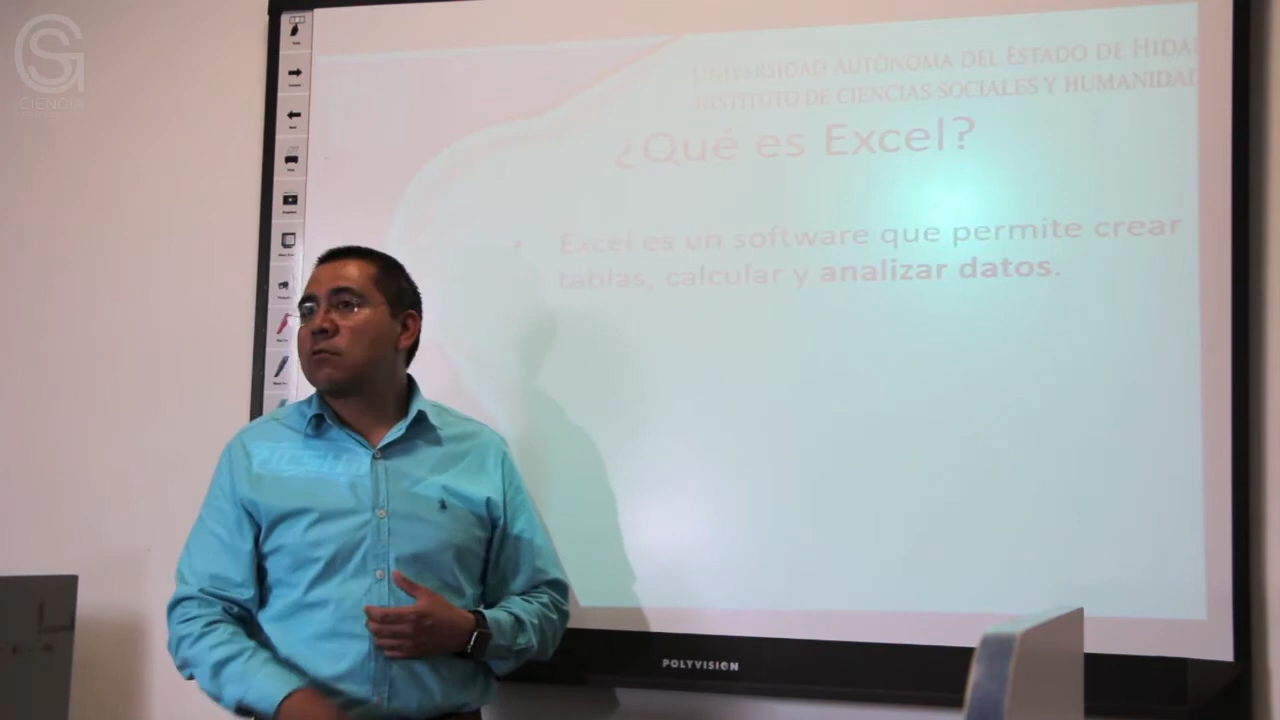 CIENCIA
UNIVERSIDAD AUTÓNOMA DEL ESTADO DE HIDA
INSTITUTO DE CIENCIAS SOCIALES Y HUMANIDAD
¿Qué es Excel?
• Excel es un software que permite crear
tablas, calcular y analizar datos.
POLYVISION